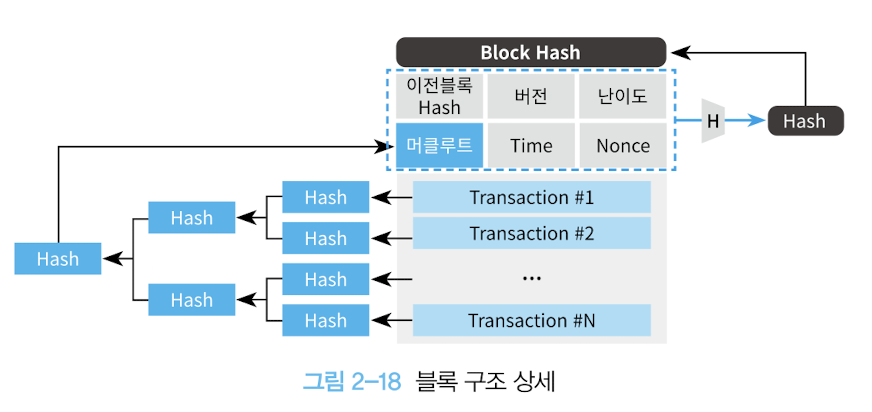 Block Hash
이전블록
Hash
버전
난이도
H
Hash
머클루트
Time
Nonce
Hash
Transaction #1
Hash
Hash
Transaction #2
Hash
Hash
...
Hash
Hash
Transaction #N
그림 2-18 블록 구조 상세